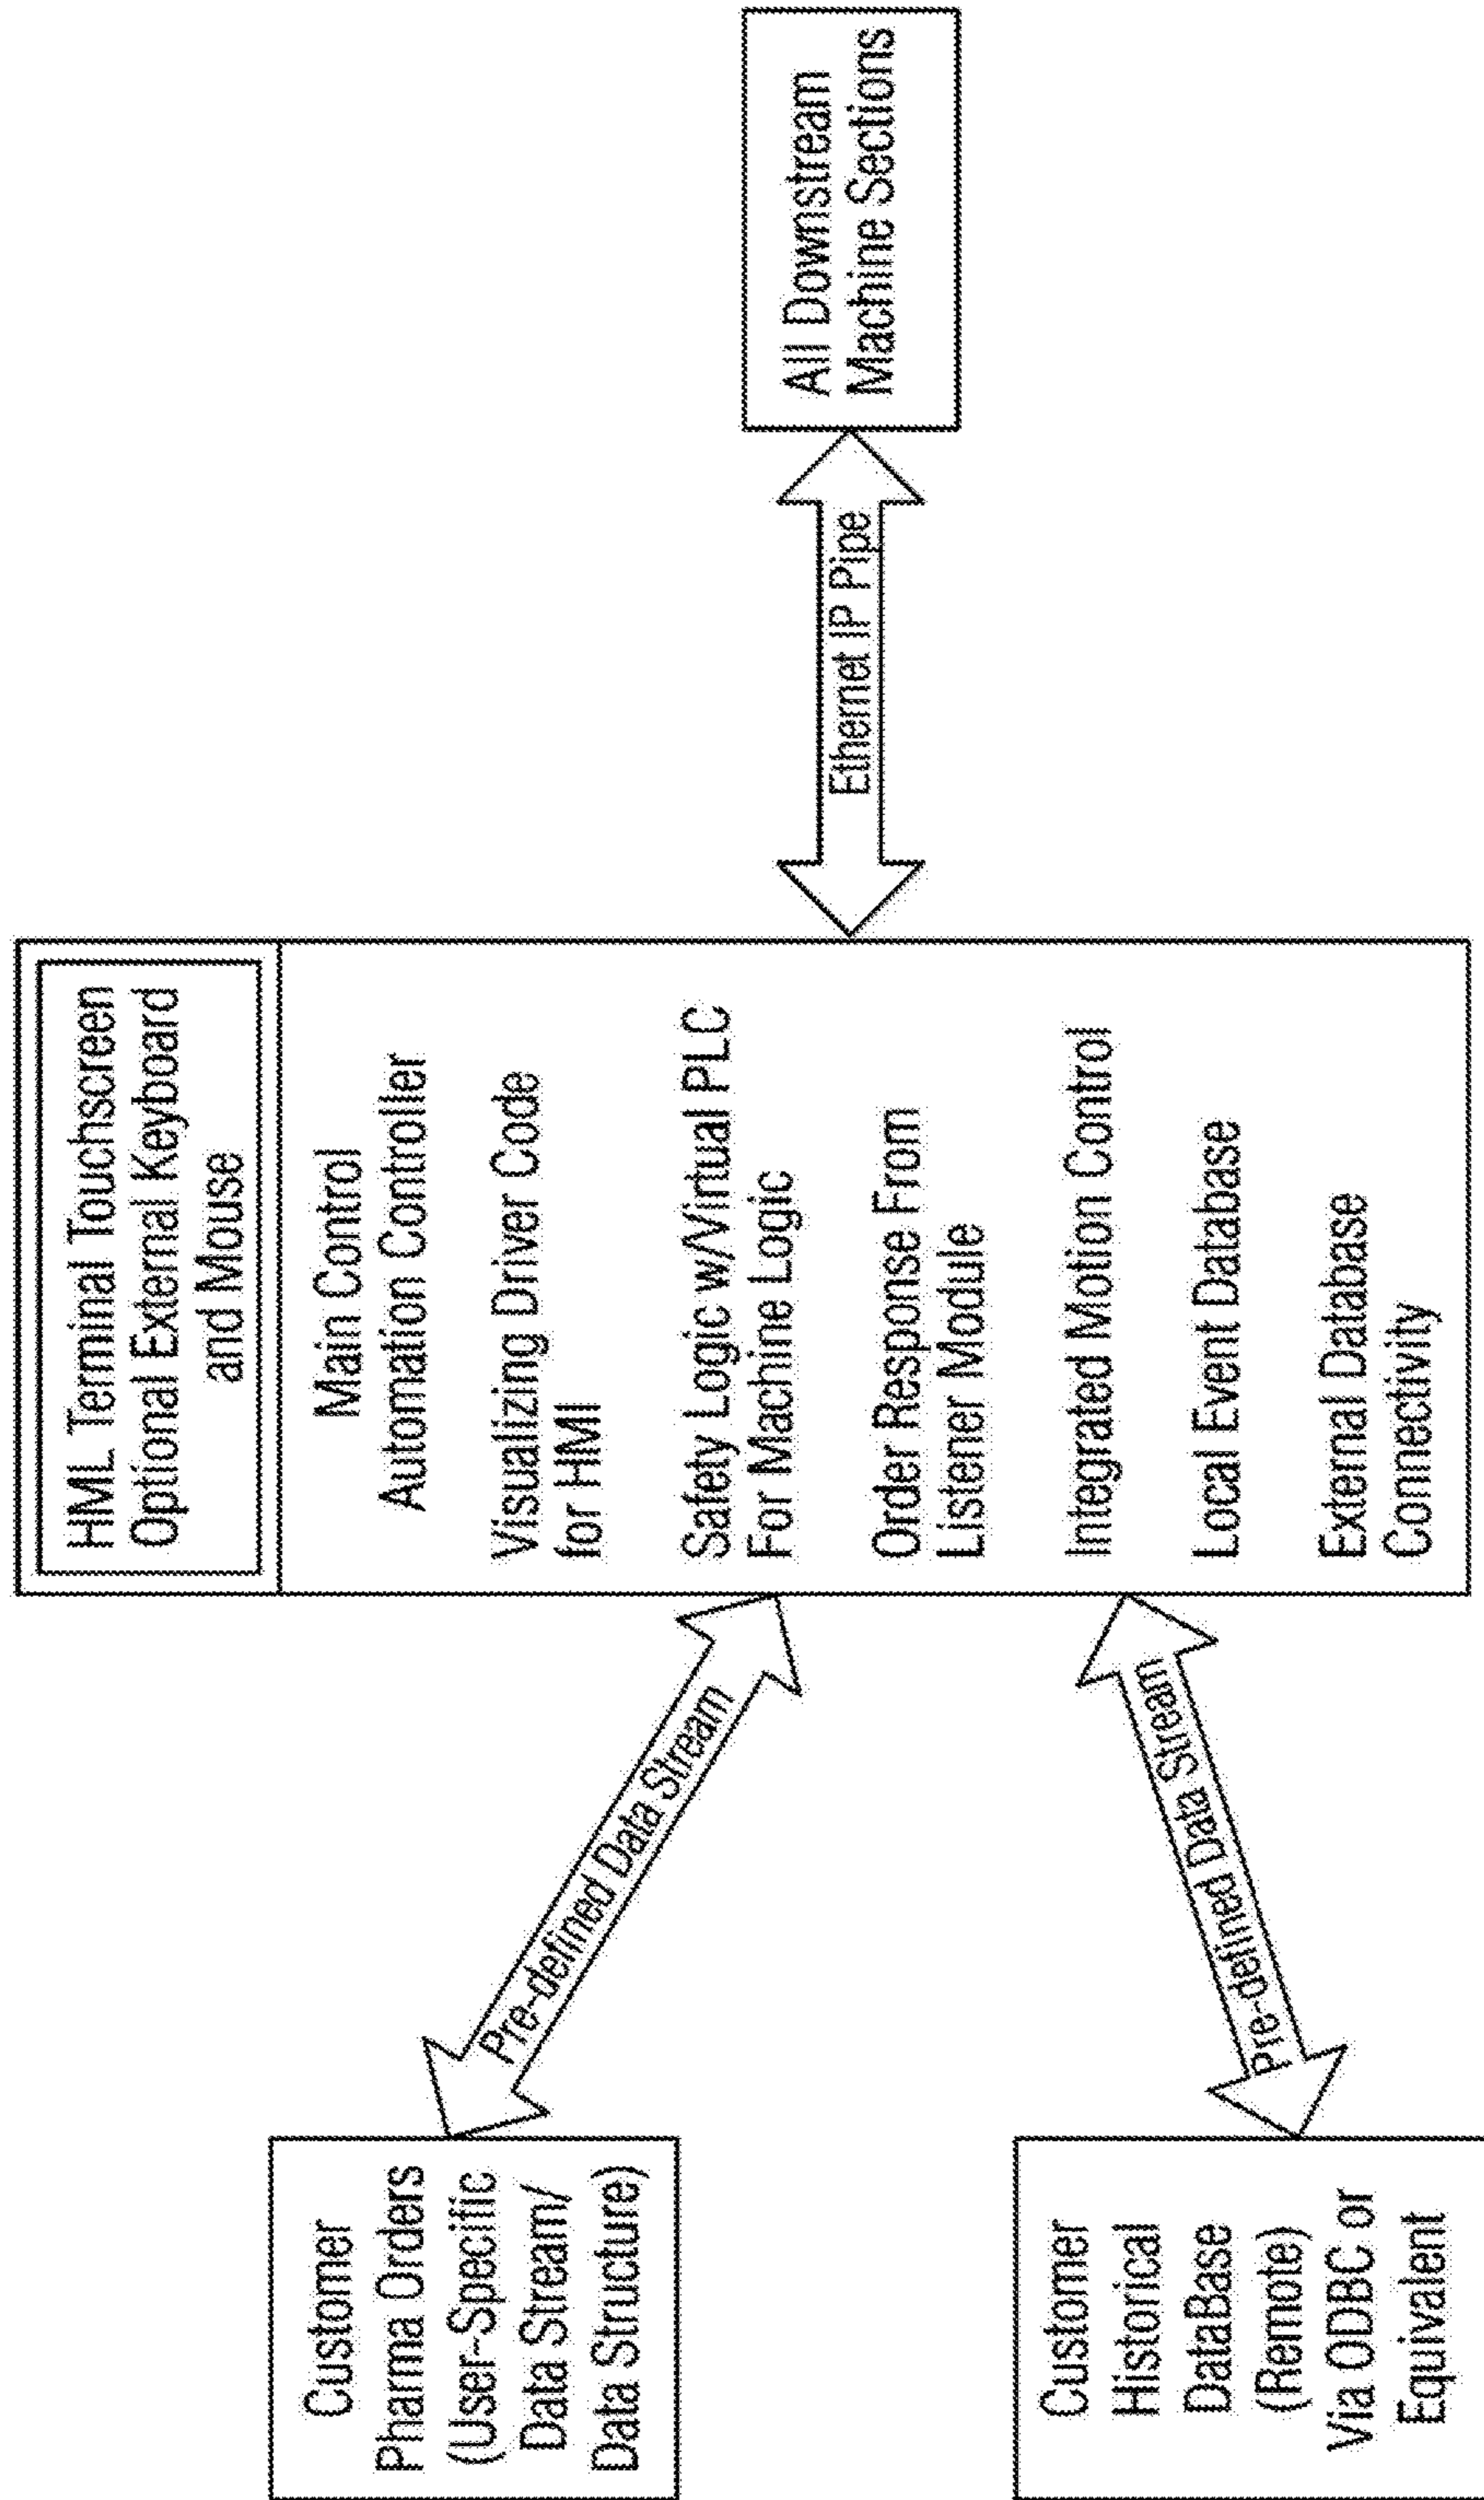 HML Terminal Touchscreen
Optional External Keyboard
and Mouse
Main Control
Automation Controller
Visualizing Driver Code
for HMI
Safety Logic w/Virtual PLC
For Machine Logic
Order Response From
Listener Module
Integrated Motion Control
Local Event Database
External Database
Connectivity
Customer
Pharma Orders
(User-Specific
Data Stream/
Data Structure)
Pre-defined Data Stream
Customer
Historical
DataBase
(Remote)
Via ODBC or
Equivalent
Pre-defined Data Stream
Ethernet IP Pipe
All Downstream
Machine Sections